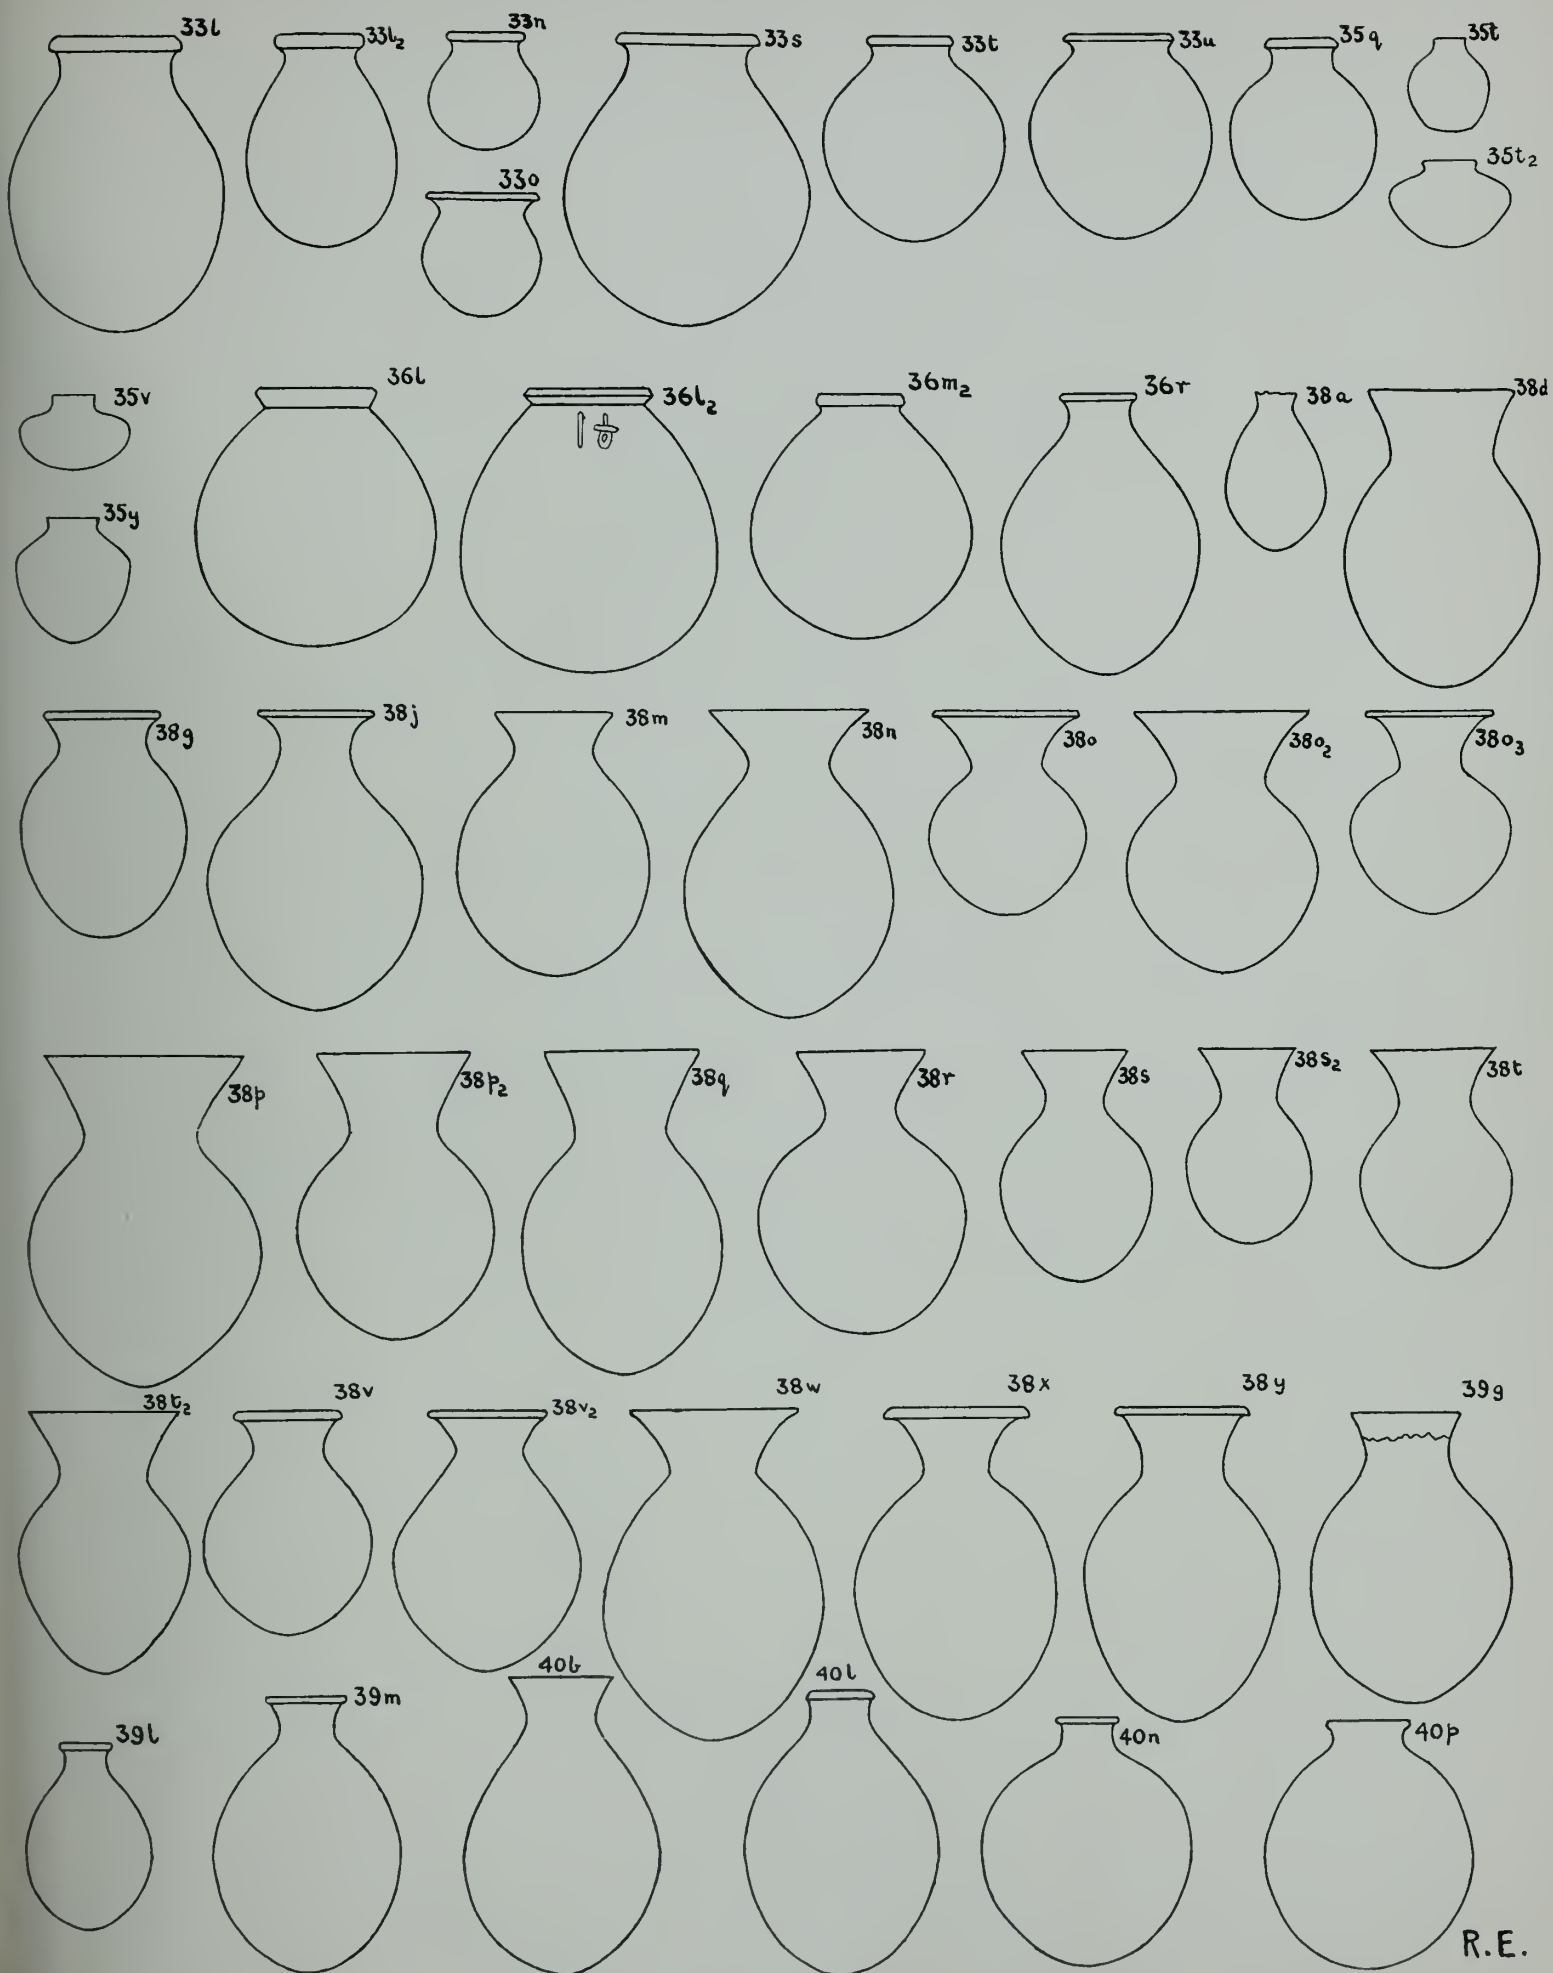 33l 33l₂ 33n 33s 33t 33u 35q 35t
33o 35t₂
35v 36l 36l₂ 36m₂ 36r 38a 38d
35y
38g 38j 38m 38n 38o 38o₂ 38o₃
38p 38p₂ 38q 38r 38s 38s₂ 38t
38t₂ 38v 38v₂ 38w 38x 38y 39g
39l 39m 40b 40l 40n 40p
R.E.